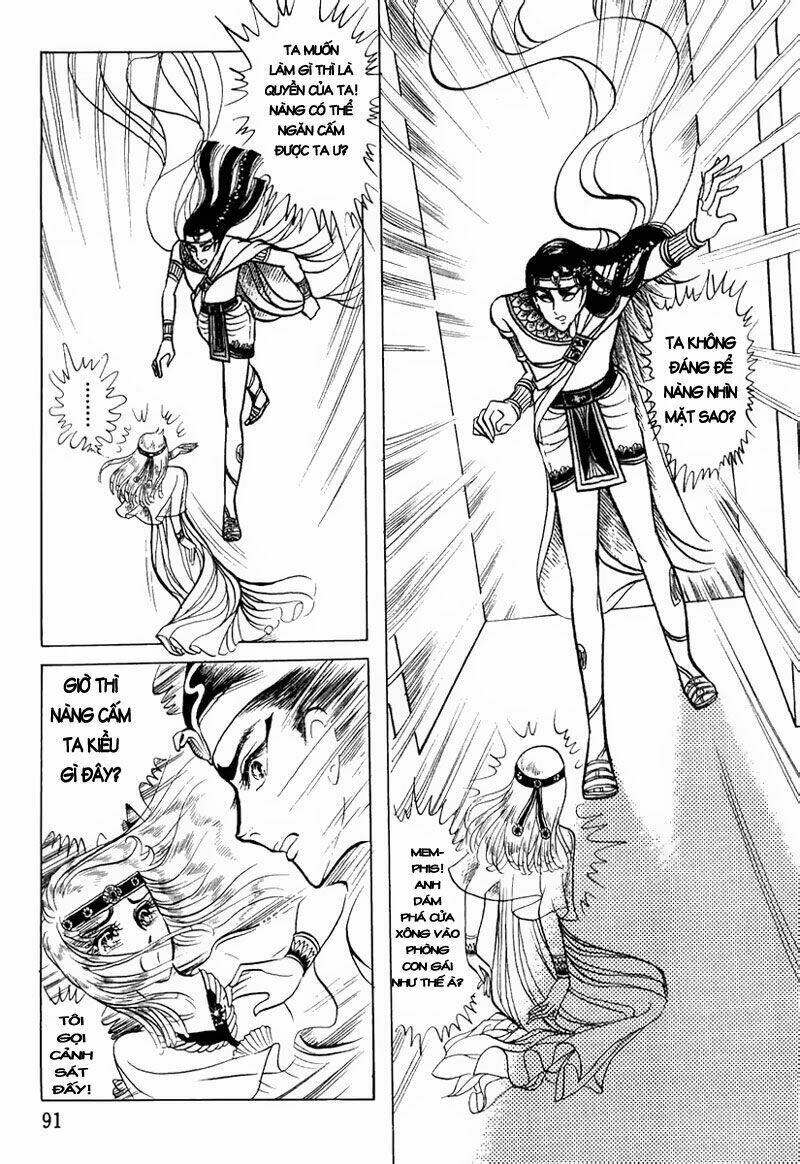 TA KHÔNG
ĐÁNG ĐỂ
NÀNG NHÌN
MẶT SAO?
MEM-
PHIS!
ANH
DÁM
PHÁ CỬA
XÔNG VÀO
PHÒNG
CON GÁI
NHƯ THẾ À?
TA MUỐN
LÀM GÌ THÌ LÀ
QUYỀN CỦA TA!
NÀNG CÓ THỂ
NGĂN CẤM
ĐƯỢC TA Ư?
........
GIỜ THÌ
NÀNG CẤM
TA KIỂU
GÌ ĐÂY?
TÔI
GỌI
CẢNH
SÁT
ĐẤY!
91